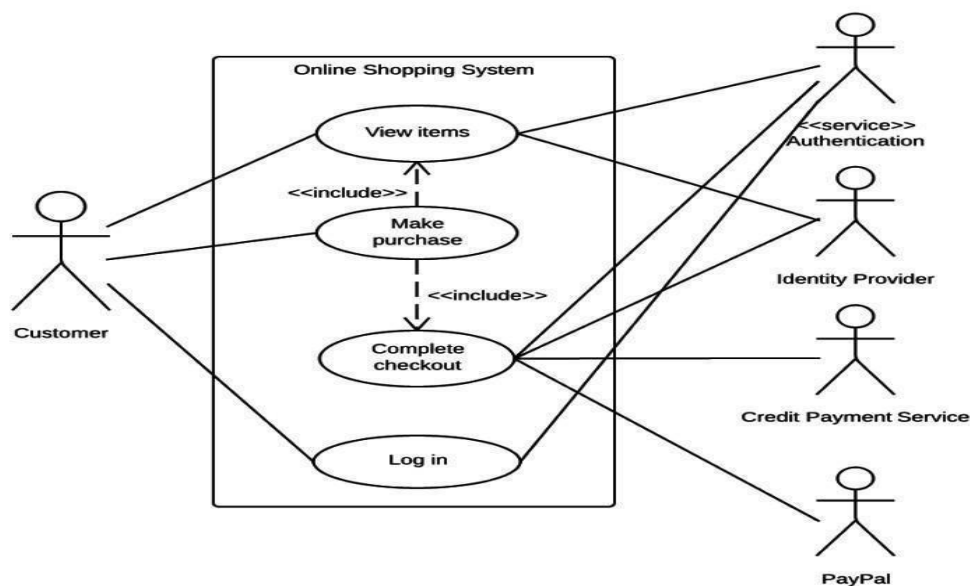 Online Shopping System
View items
<<include>>
Make
purchase
<<include>>
Complete
checkout
Log in
Customer
<<service>>
Authentication
Identity Provider
Credit Payment Service
PayPal